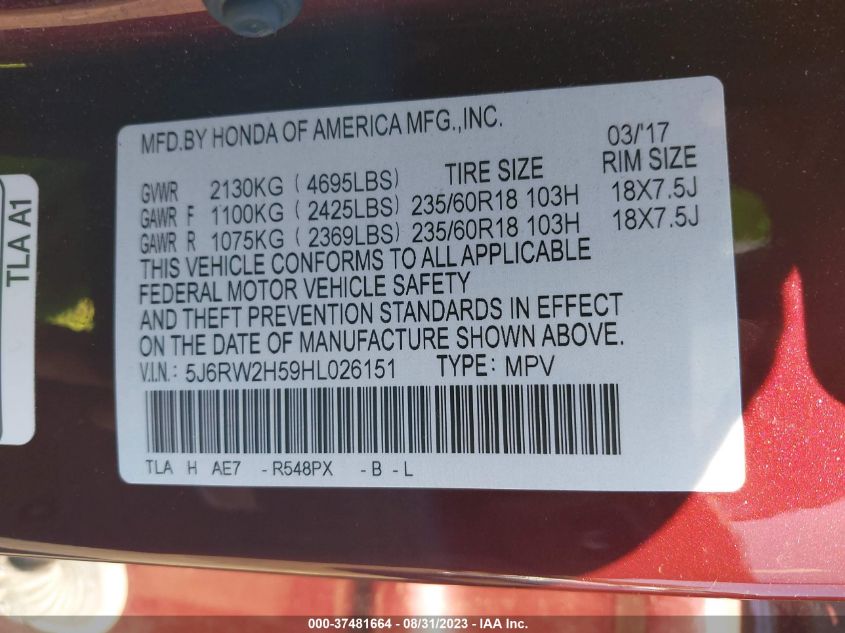 MFD.BY HONDA OF AMERICA MFG.,INC. 03/'17
TIRE SIZE RIM SIZE
GVWR 2130KG ( 4695LBS)
GAWR F 1100KG ( 2425LBS) 235/60R18 103H 18X7.5J
GAWR R 1075KG ( 2369LBS) 235/60R18 103H 18X7.5J
THIS VEHICLE CONFORMS TO ALL APPLICABLE
FEDERAL MOTOR VEHICLE SAFETY
AND THEFT PREVENTION STANDARDS IN EFFECT
ON THE DATE OF MANUFACTURE SHOWN ABOVE.
V.I.N.: 5J6RW2H59HL026151 TYPE: MPV
TLA H AE7 - R548PX - B - L
TLA A1
000-37481664 - 08/31/2023 - IAA Inc.